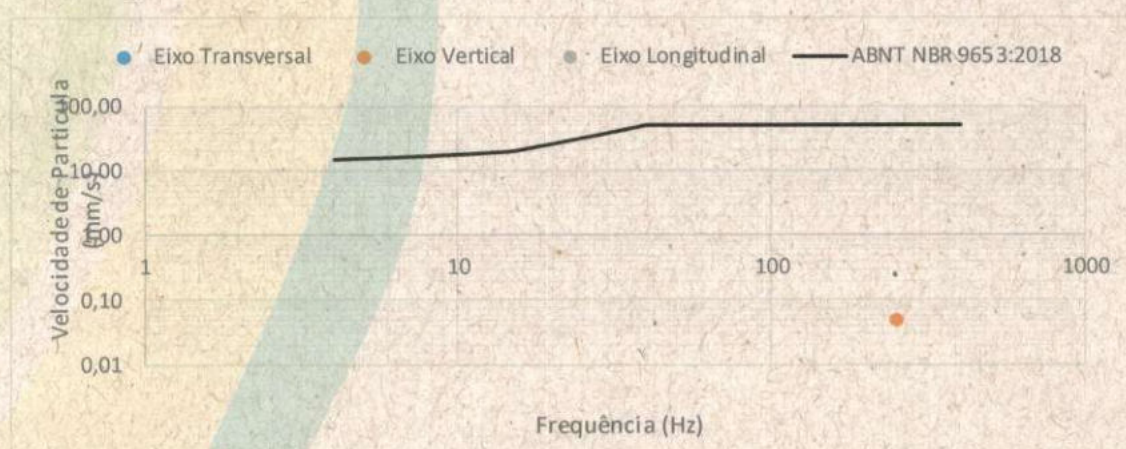 Eixo Transversal Eixo Vertical Eixo Longitudinal ABNT NBR 9653:2018
Velocidade de Partícula
(mm/s)
100,00
10,00
1,00
0,10
0,01
1 10 100 1000
Frequência (Hz)